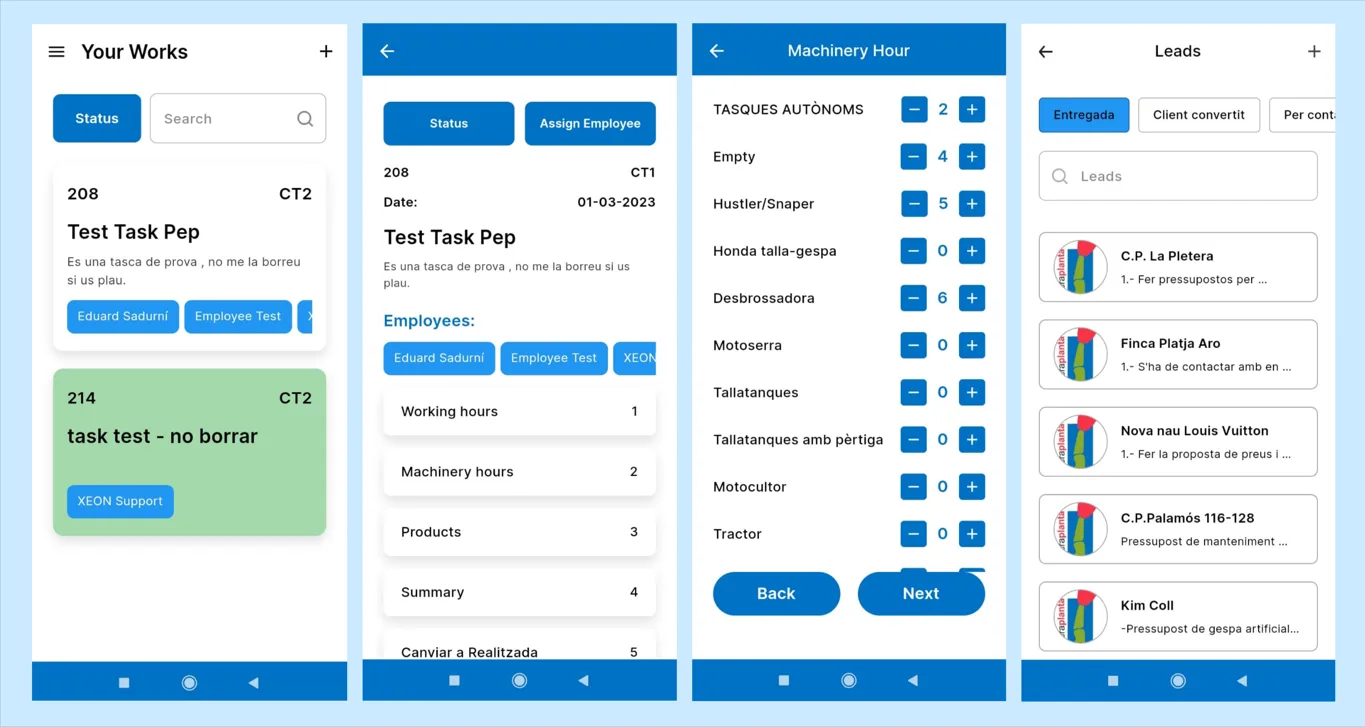 Your Works
Status
Search
208
CT2
Test Task Pep
Es una tasca de prova , no me la borreu
si us plau.
Eduard Sadurní
Employee Test
214
CT2
task test - no borrar
XEON Support
Status
Assign Employee
208
CT1
Date:
01-03-2023
Test Task Pep
Es una tasca de prova , no me la borreu si us
plau.
Employees:
Eduard Sadurní
Employee Test
XEON
Working hours
1
Machinery hours
2
Products
3
Summary
4
Canviar a Realitzada
5
Machinery Hour
TASQUES AUTÒNOMS
2
Empty
4
Hustler/Snaper
5
Honda talla-gespa
0
Desbrossadora
6
Motoserra
0
Tallatanques
0
Tallatanques amb pèrtiga
0
Motocultor
0
Tractor
0
Back
Next
Leads
Entregada
Client convertit
Per conta
Leads
C.P. La Pletera
1.- Fer pressupostos per ...
Finca Platja Aro
1.- S'ha de contactar amb en ...
Nova nau Louis Vuitton
1.- Fer la proposta de preus i ...
C.P.Palamós 116-128
Pressupost de manteniment ...
Kim Coll
-Pressupost de gespa artificial...